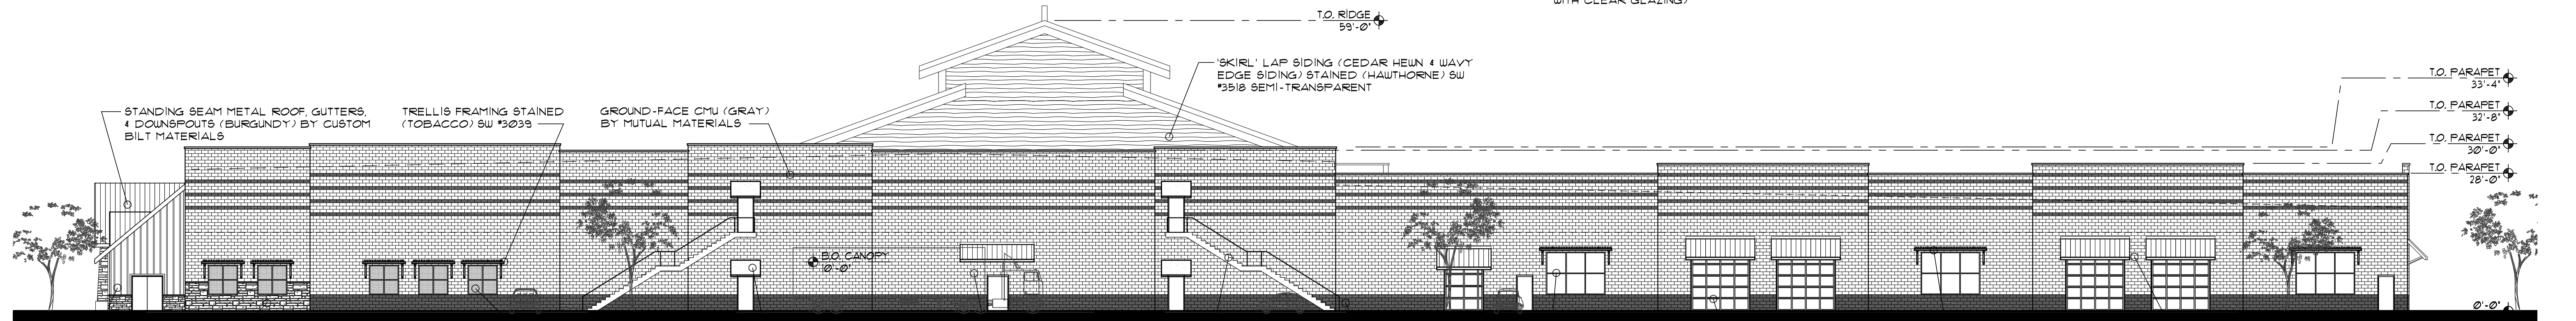 WITH CLEAR GLAZING)
T.O. RIDGE
59'-0"
'SKIRL' LAP SIDING (CEDAR HEWN & WAVY
EDGE SIDING) STAINED (HAWTHORNE) SW
#3518 SEMI-TRANSPARENT
T.O. PARAPET
33'-4"
STANDING SEAM METAL ROOF, GUTTERS,
& DOWNSPOUTS (BURGUNDY) BY CUSTOM
BILT MATERIALS
TRELLIS FRAMING STAINED
(TOBACCO) SW #3039
GROUND-FACE CMU (GRAY)
BY MUTUAL MATERIALS
T.O. PARAPET
32'-8"
T.O. PARAPET
30'-0"
T.O. PARAPET
28'-0"
B.O. CANOPY
10'-0"
0'-0"